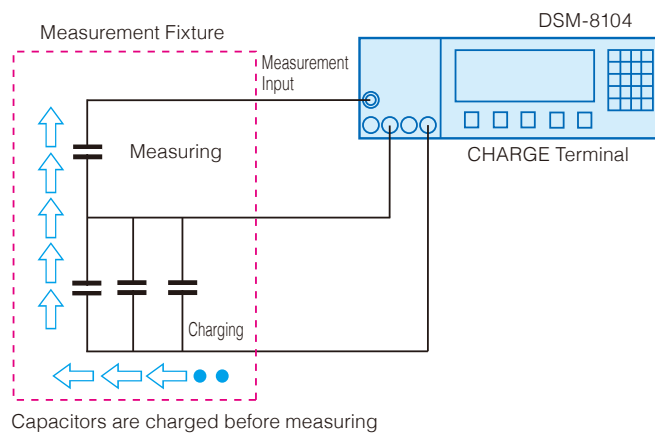 DSM-8104
Measurement Fixture
Measurement
Input
Measuring
CHARGE Terminal
Charging
Capacitors are charged before measuring